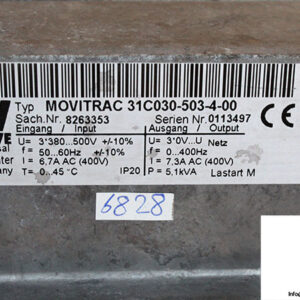 Typ MOVITRAC 31C030-503-4-00
Sach.Nr. 8263353 Serien Nr. 0113497
Eingang / Input Ausgang / Output
U= 3*380...500V +/-10% U= 3*0V...U Netz
f= 50...60Hz +/-10% f= 0...400Hz
I= 6.7A AC (400V) I= 7.3A AC (400V)
T= 0...45 °C IP20 P= 5,1kVA Lastart M
CE
6828